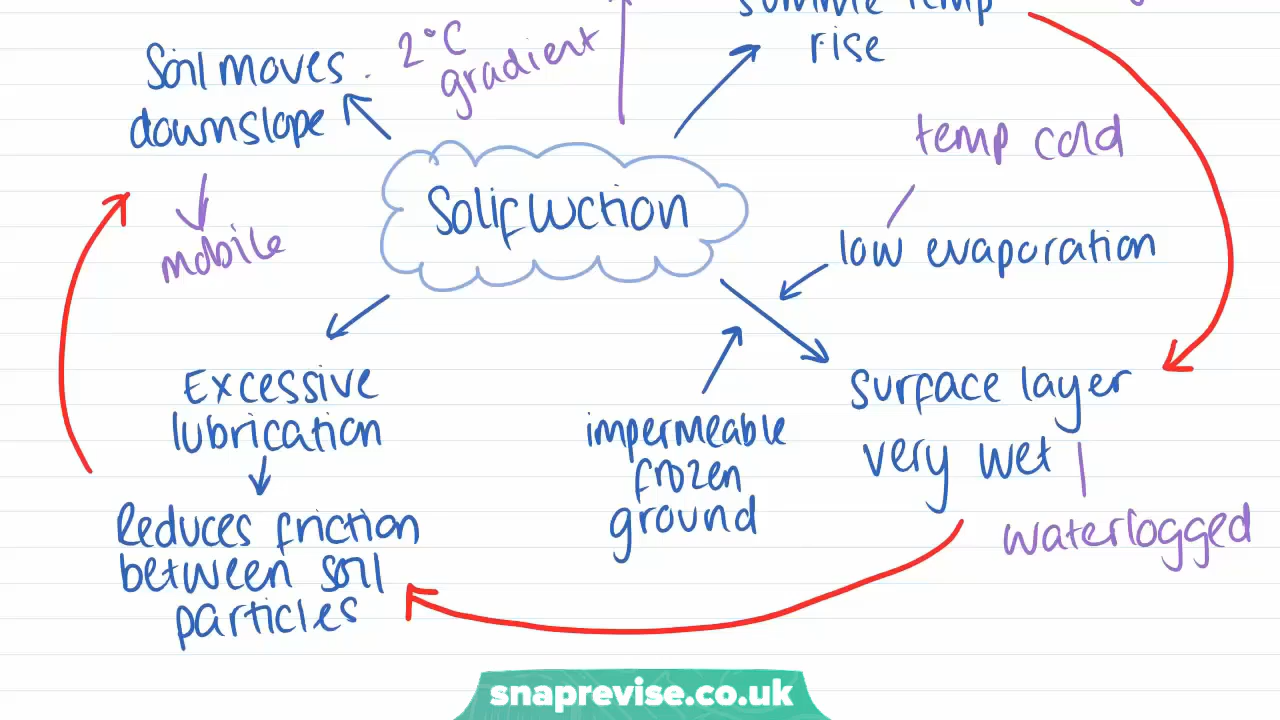 rise
Soil moves
downslope
2°C
gradient
temp cold
mobile
Solifluction
low evaporation
Excessive
lubrication
Reduces friction
between soil
particles
impermeable
frozen
ground
surface layer
very wet
waterlogged
snaprevise.co.uk